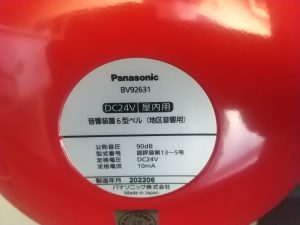 Panasonic
BV92631
DC24V 屋内用
音響装置6型ベル（地区音響用）
公称音圧 90dB
型式番号 認評音第13〜5号
定格電圧 DC24V
定格電流 10mA
製造年月 202206
パナソニック株式会社
Made in Japan